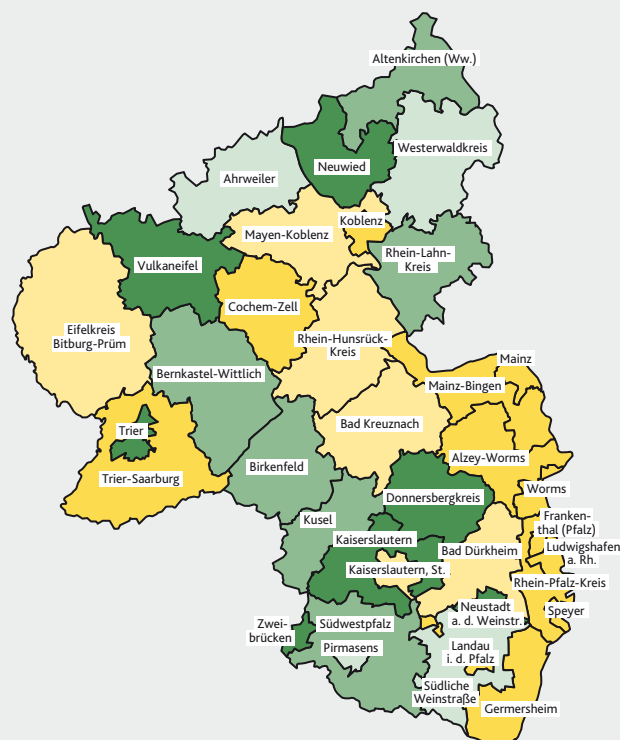 Altenkirchen (Ww.)
Westerwaldkreis
Neuwied
Ahrweiler
Koblenz
Mayen-Koblenz
Rhein-Lahn-
Kreis
Vulkaneifel
Cochem-Zell
Eifelkreis
Bitburg-Prüm
Rhein-Hunsrück-
Kreis
Mainz
Bernkastel-Wittlich
Mainz-Bingen
Bad Kreuznach
Trier
Alzey-Worms
Birkenfeld
Trier-Saarburg
Worms
Donnersbergkreis
Kusel
Franken-
thal (Pfalz)
Kaiserslautern
Bad Dürkheim
Ludwigshafen
a. Rh.
Kaiserslautern, St.
Rhein-Pfalz-Kreis
Neustadt
a. d. Weinstr.
Speyer
Zwei-
brücken
Südwestpfalz
Pirmasens
Landau
i. d. Pfalz
Südliche
Weinstraße
Germersheim